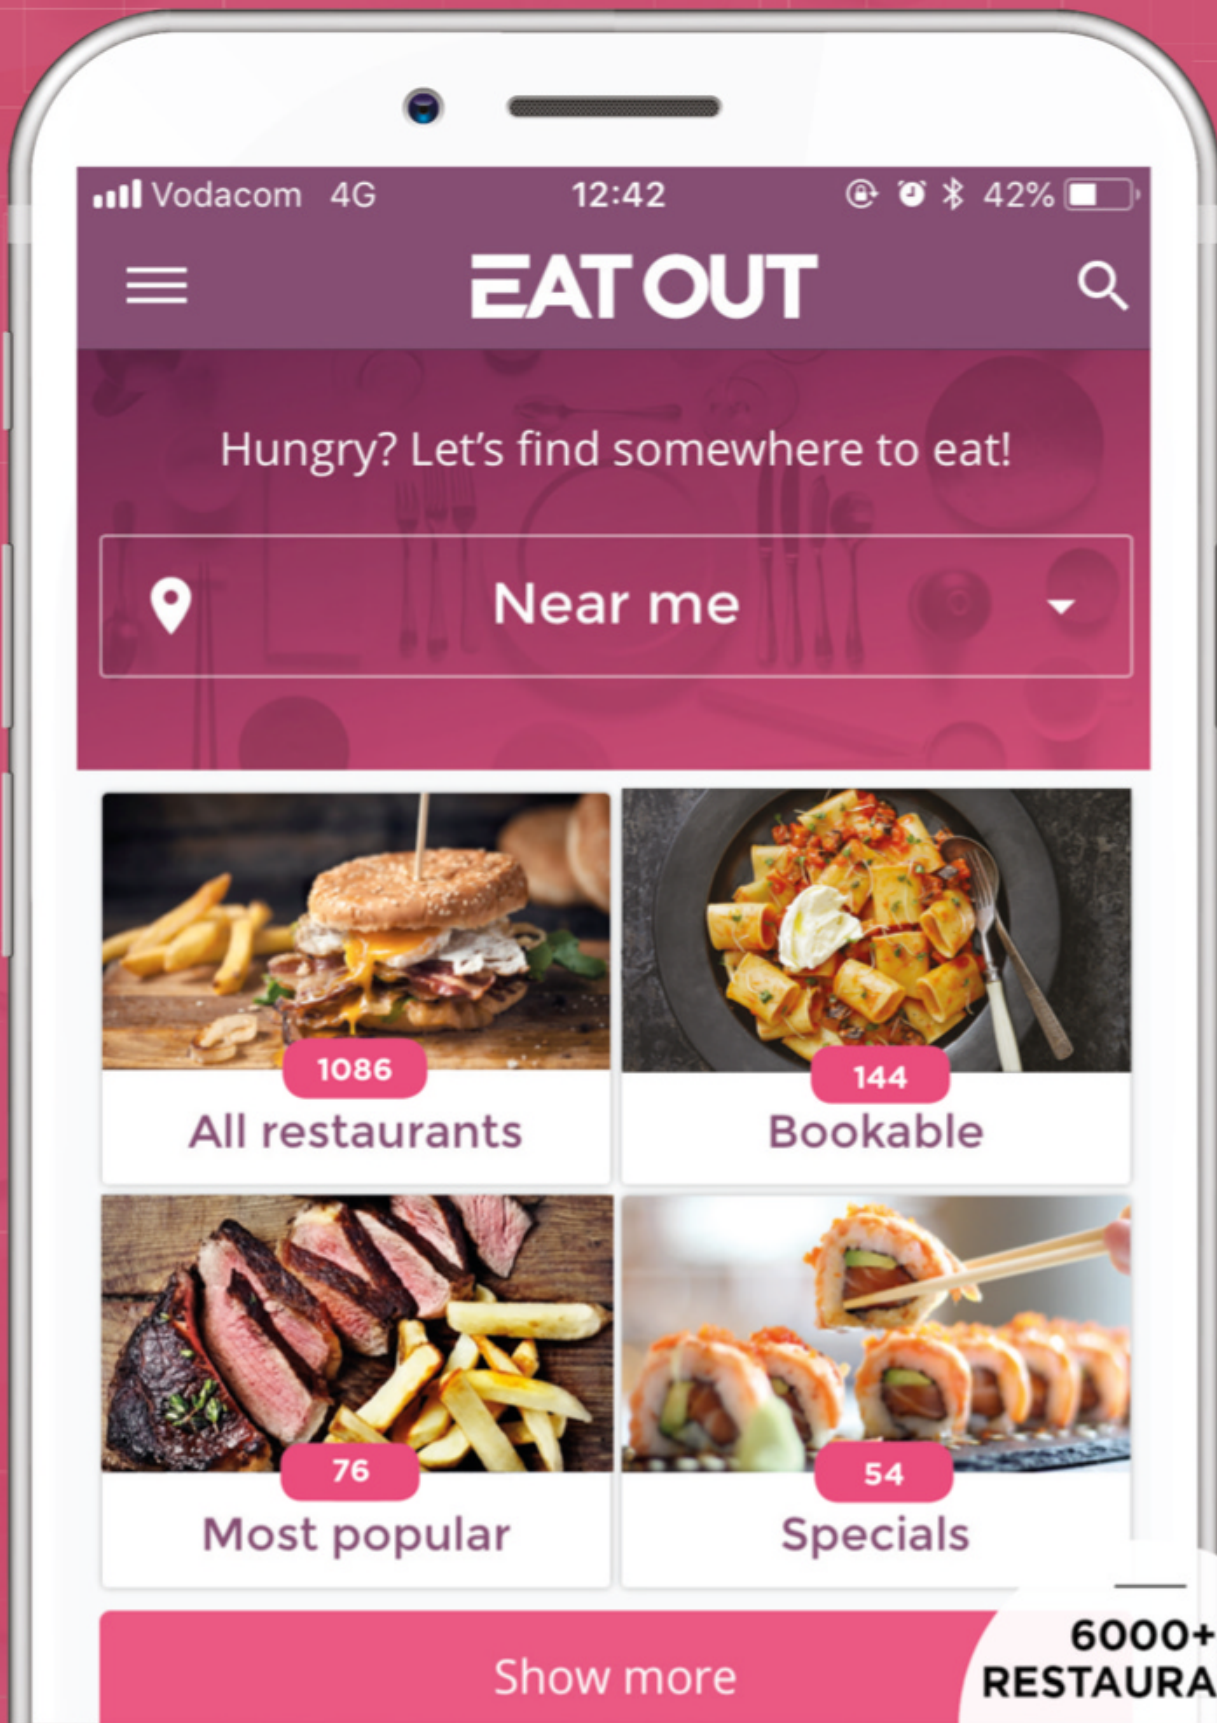 Vodacom 4G 12:42 42%
EAT OUT
Hungry? Let's find somewhere to eat!
Near me
1086
All restaurants
144
Bookable
76
Most popular
54
Specials
Show more
6000+
RESTAURA